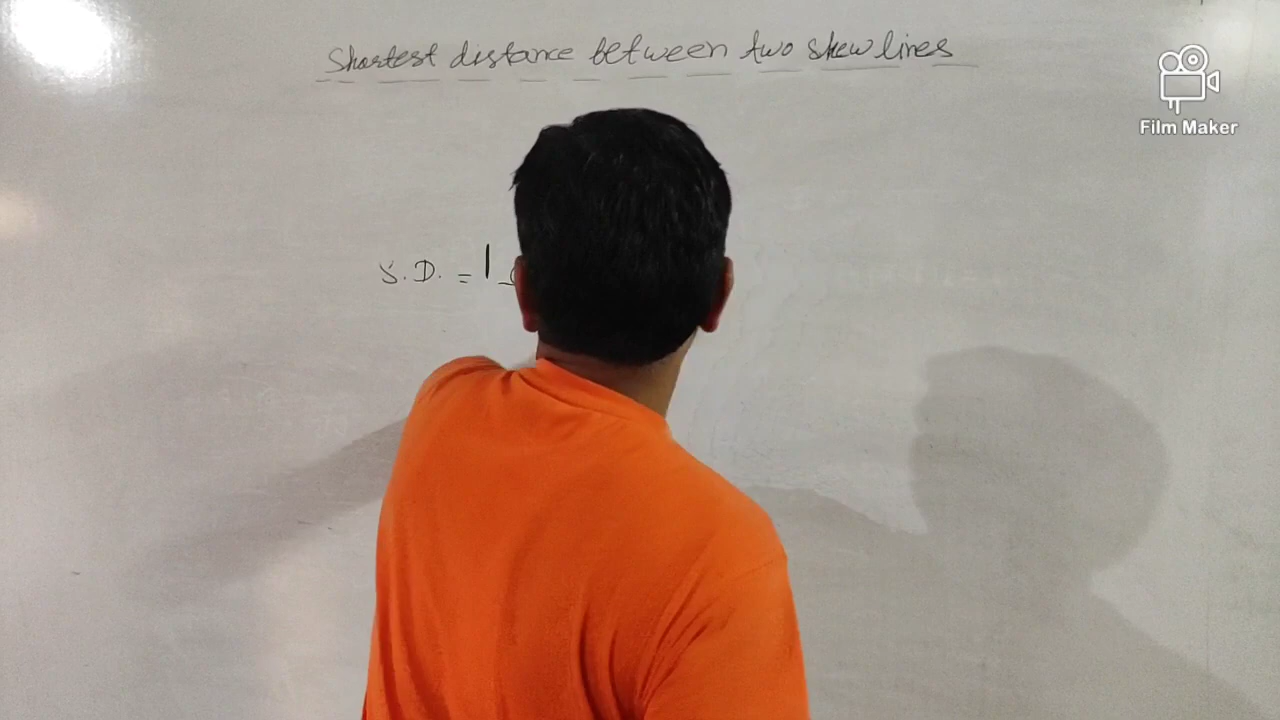 Shortest distance between two skew lines
Film Maker
S.D. = |